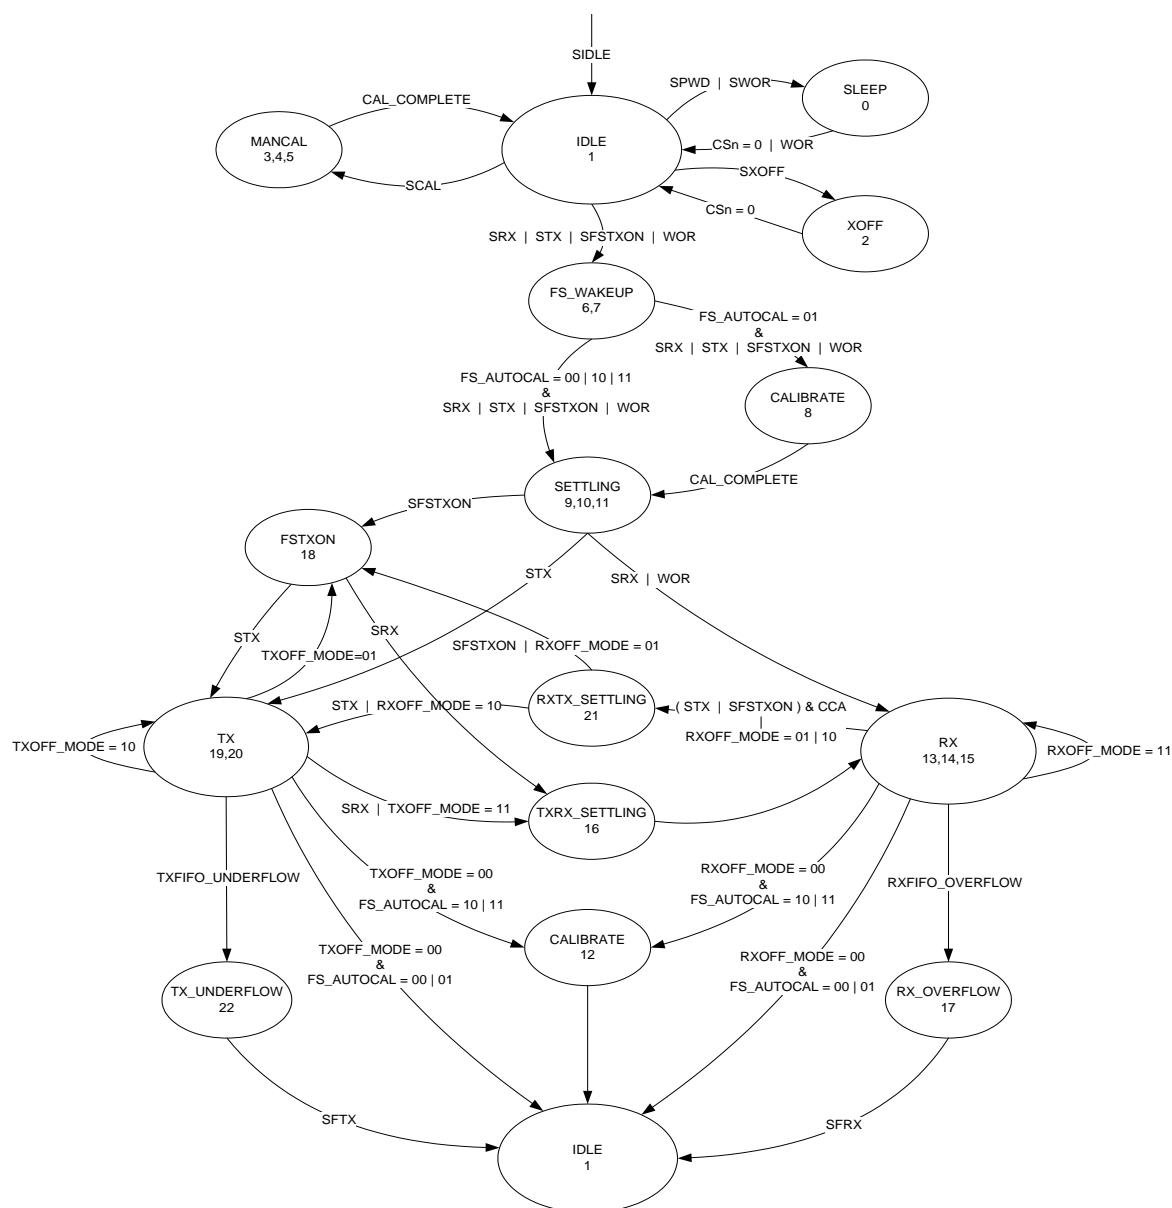 SIDLE
SPWD | SWOR
SLEEP
0
CAL_COMPLETE
MANCAL
3,4,5
IDLE
1
CSn = 0 | WOR
SCAL
SXOFF
CSn = 0
XOFF
2
SRX | STX | SFSTXON | WOR
FS_WAKEUP
6,7
FS_AUTOCAL = 01
&
SRX | STX | SFSTXON | WOR
FS_AUTOCAL = 00 | 10 | 11
&
SRX | STX | SFSTXON | WOR
CALIBRATE
8
SETTLING
9,10,11
CAL_COMPLETE
SFSTXON
FSTXON
18
STX
SRX | WOR
STX
SRX
TXOFF_MODE=01
SFSTXON | RXOFF_MODE = 01
RXTX_SETTLING
21
STX | RXOFF_MODE = 10
( STX | SFSTXON ) & CCA
|
RXOFF_MODE = 01 | 10
TXOFF_MODE = 10
TX
19,20
RX
13,14,15
RXOFF_MODE = 11
SRX | TXOFF_MODE = 11
TXRX_SETTLING
16
TXFIFO_UNDERFLOW
TXOFF_MODE = 00
&
FS_AUTOCAL = 10 | 11
RXOFF_MODE = 00
&
FS_AUTOCAL = 10 | 11
RXFIFO_OVERFLOW
TXOFF_MODE = 00
&
FS_AUTOCAL = 00 | 01
CALIBRATE
12
RXOFF_MODE = 00
&
FS_AUTOCAL = 00 | 01
TX_UNDERFLOW
22
RX_OVERFLOW
17
SFTX
SFRX
IDLE
1